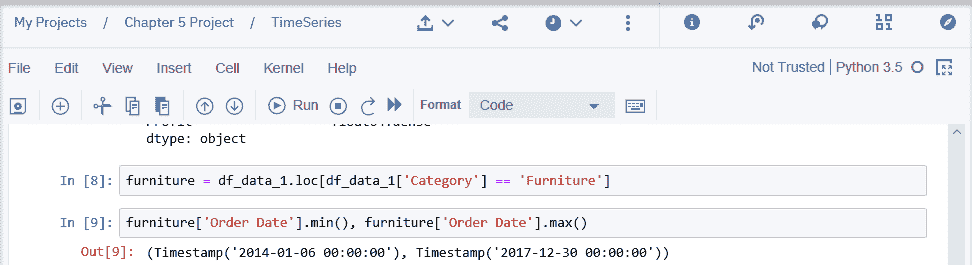 My Projects / Chapter 5 Project / TimeSeries
File Edit View Insert Cell Kernel Help Not Trusted | Python 3.5
Run Format Code
dtype: object
In [8]: furniture = df_data_1.loc[df_data_1['Category'] == 'Furniture']
In [9]: furniture['Order Date'].min(), furniture['Order Date'].max()
Out[9]: (Timestamp('2014-01-06 00:00:00'), Timestamp('2017-12-30 00:00:00'))